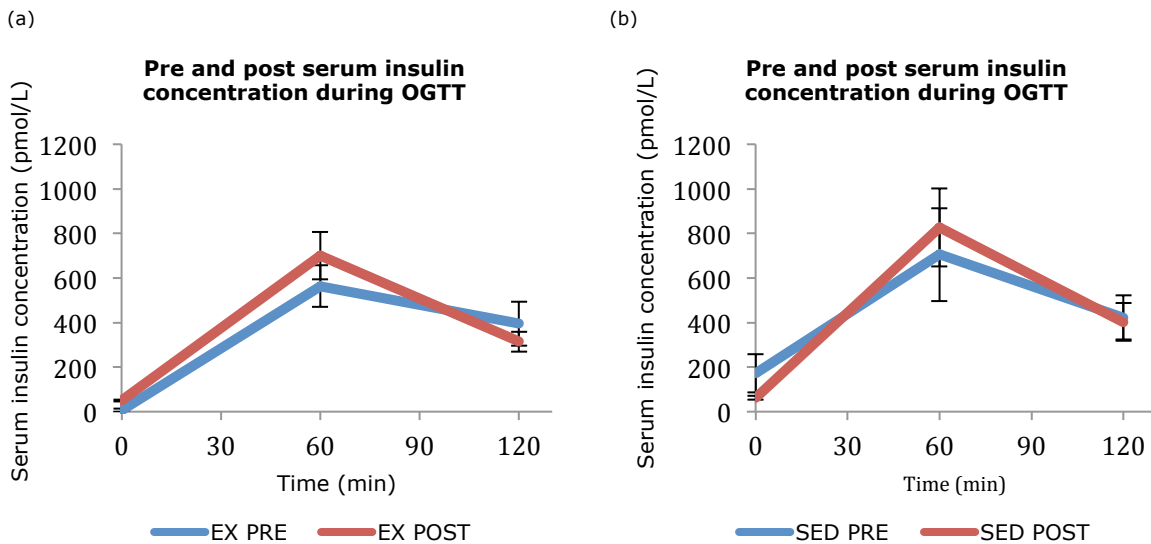 (a)
Pre and post serum insulin
concentration during OGTT
Serum insulin concentration (pmol/L)
1200
1000
800
600
400
200
0
0 30 60 90 120
Time (min)
EX PRE EX POST
(b)
Pre and post serum insulin
concentration during OGTT
Serum insulin concentration (pmol/L)
1200
1000
800
600
400
200
0
0 30 60 90 120
Time (min)
SED PRE SED POST